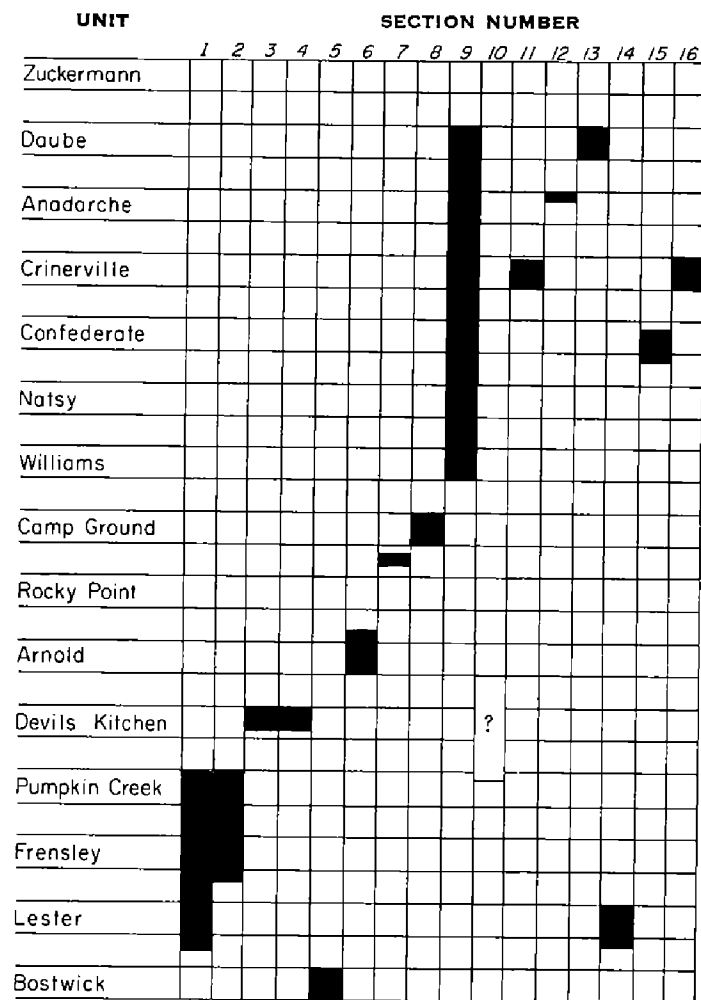 UNIT SECTION NUMBER
1 2 3 4 5 6 7 8 9 10 11 12 13 14 15 16
Zuckermann
Daube
Anadarche
Crinerville
Confederate
Natsy
Williams
Camp Ground
Rocky Point
Arnold
Devils Kitchen ?
Pumpkin Creek
Frensley
Lester
Bostwick